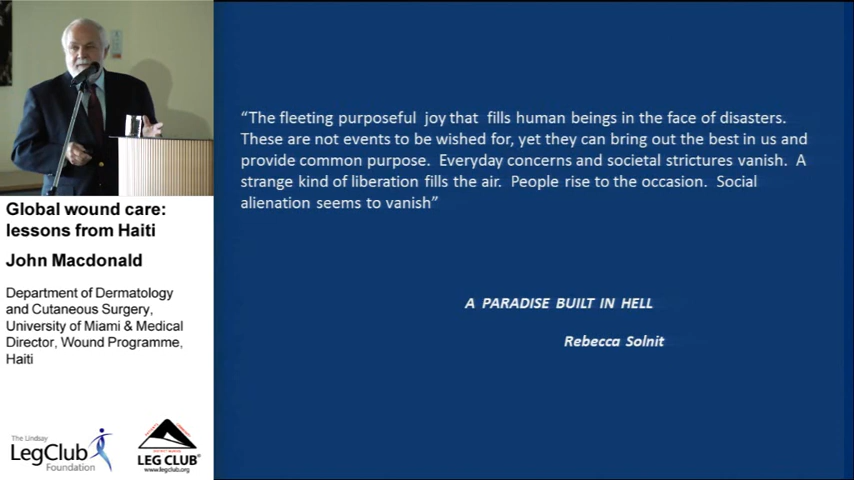 Global wound care:
lessons from Haiti
John Macdonald
Department of Dermatology
and Cutaneous Surgery,
University of Miami & Medical
Director, Wound Programme,
Haiti
The Lindsay
LegClub
Foundation
LEG CLUB®
www.legclub.org
“The fleeting purposeful joy that fills human beings in the face of disasters.
These are not events to be wished for, yet they can bring out the best in us and
provide common purpose. Everyday concerns and societal strictures vanish. A
strange kind of liberation fills the air. People rise to the occasion. Social
alienation seems to vanish”
A PARADISE BUILT IN HELL
Rebecca Solnit